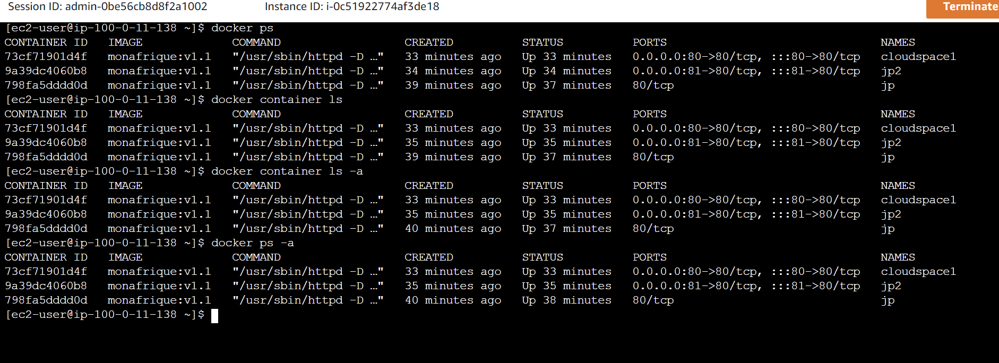 Session ID: admin-0be56cb8d8f2a1002 Instance ID: i-0c51922774af3de18 Terminate
[ec2-user@ip-100-0-11-138 ~]$ docker ps
CONTAINER ID IMAGE COMMAND CREATED STATUS PORTS NAMES
73cf71901d4f monafrique:v1.1 "/usr/sbin/httpd -D …" 33 minutes ago Up 33 minutes 0.0.0.0:80->80/tcp, :::80->80/tcp cloudspace1
9a39dc4060b8 monafrique:v1.1 "/usr/sbin/httpd -D …" 34 minutes ago Up 34 minutes 0.0.0.0:81->80/tcp, :::81->80/tcp jp2
798fa5dddd0d monafrique:v1.1 "/usr/sbin/httpd -D …" 39 minutes ago Up 37 minutes 80/tcp jp
[ec2-user@ip-100-0-11-138 ~]$ docker container ls
CONTAINER ID IMAGE COMMAND CREATED STATUS PORTS NAMES
73cf71901d4f monafrique:v1.1 "/usr/sbin/httpd -D …" 33 minutes ago Up 33 minutes 0.0.0.0:80->80/tcp, :::80->80/tcp cloudspace1
9a39dc4060b8 monafrique:v1.1 "/usr/sbin/httpd -D …" 35 minutes ago Up 35 minutes 0.0.0.0:81->80/tcp, :::81->80/tcp jp2
798fa5dddd0d monafrique:v1.1 "/usr/sbin/httpd -D …" 39 minutes ago Up 37 minutes 80/tcp jp
[ec2-user@ip-100-0-11-138 ~]$ docker container ls -a
CONTAINER ID IMAGE COMMAND CREATED STATUS PORTS NAMES
73cf71901d4f monafrique:v1.1 "/usr/sbin/httpd -D …" 33 minutes ago Up 33 minutes 0.0.0.0:80->80/tcp, :::80->80/tcp cloudspace1
9a39dc4060b8 monafrique:v1.1 "/usr/sbin/httpd -D …" 35 minutes ago Up 35 minutes 0.0.0.0:81->80/tcp, :::81->80/tcp jp2
798fa5dddd0d monafrique:v1.1 "/usr/sbin/httpd -D …" 40 minutes ago Up 37 minutes 80/tcp jp
[ec2-user@ip-100-0-11-138 ~]$ docker ps -a
CONTAINER ID IMAGE COMMAND CREATED STATUS PORTS NAMES
73cf71901d4f monafrique:v1.1 "/usr/sbin/httpd -D …" 33 minutes ago Up 33 minutes 0.0.0.0:80->80/tcp, :::80->80/tcp cloudspace1
9a39dc4060b8 monafrique:v1.1 "/usr/sbin/httpd -D …" 35 minutes ago Up 35 minutes 0.0.0.0:81->80/tcp, :::81->80/tcp jp2
798fa5dddd0d monafrique:v1.1 "/usr/sbin/httpd -D …" 40 minutes ago Up 38 minutes 80/tcp jp
[ec2-user@ip-100-0-11-138 ~]$